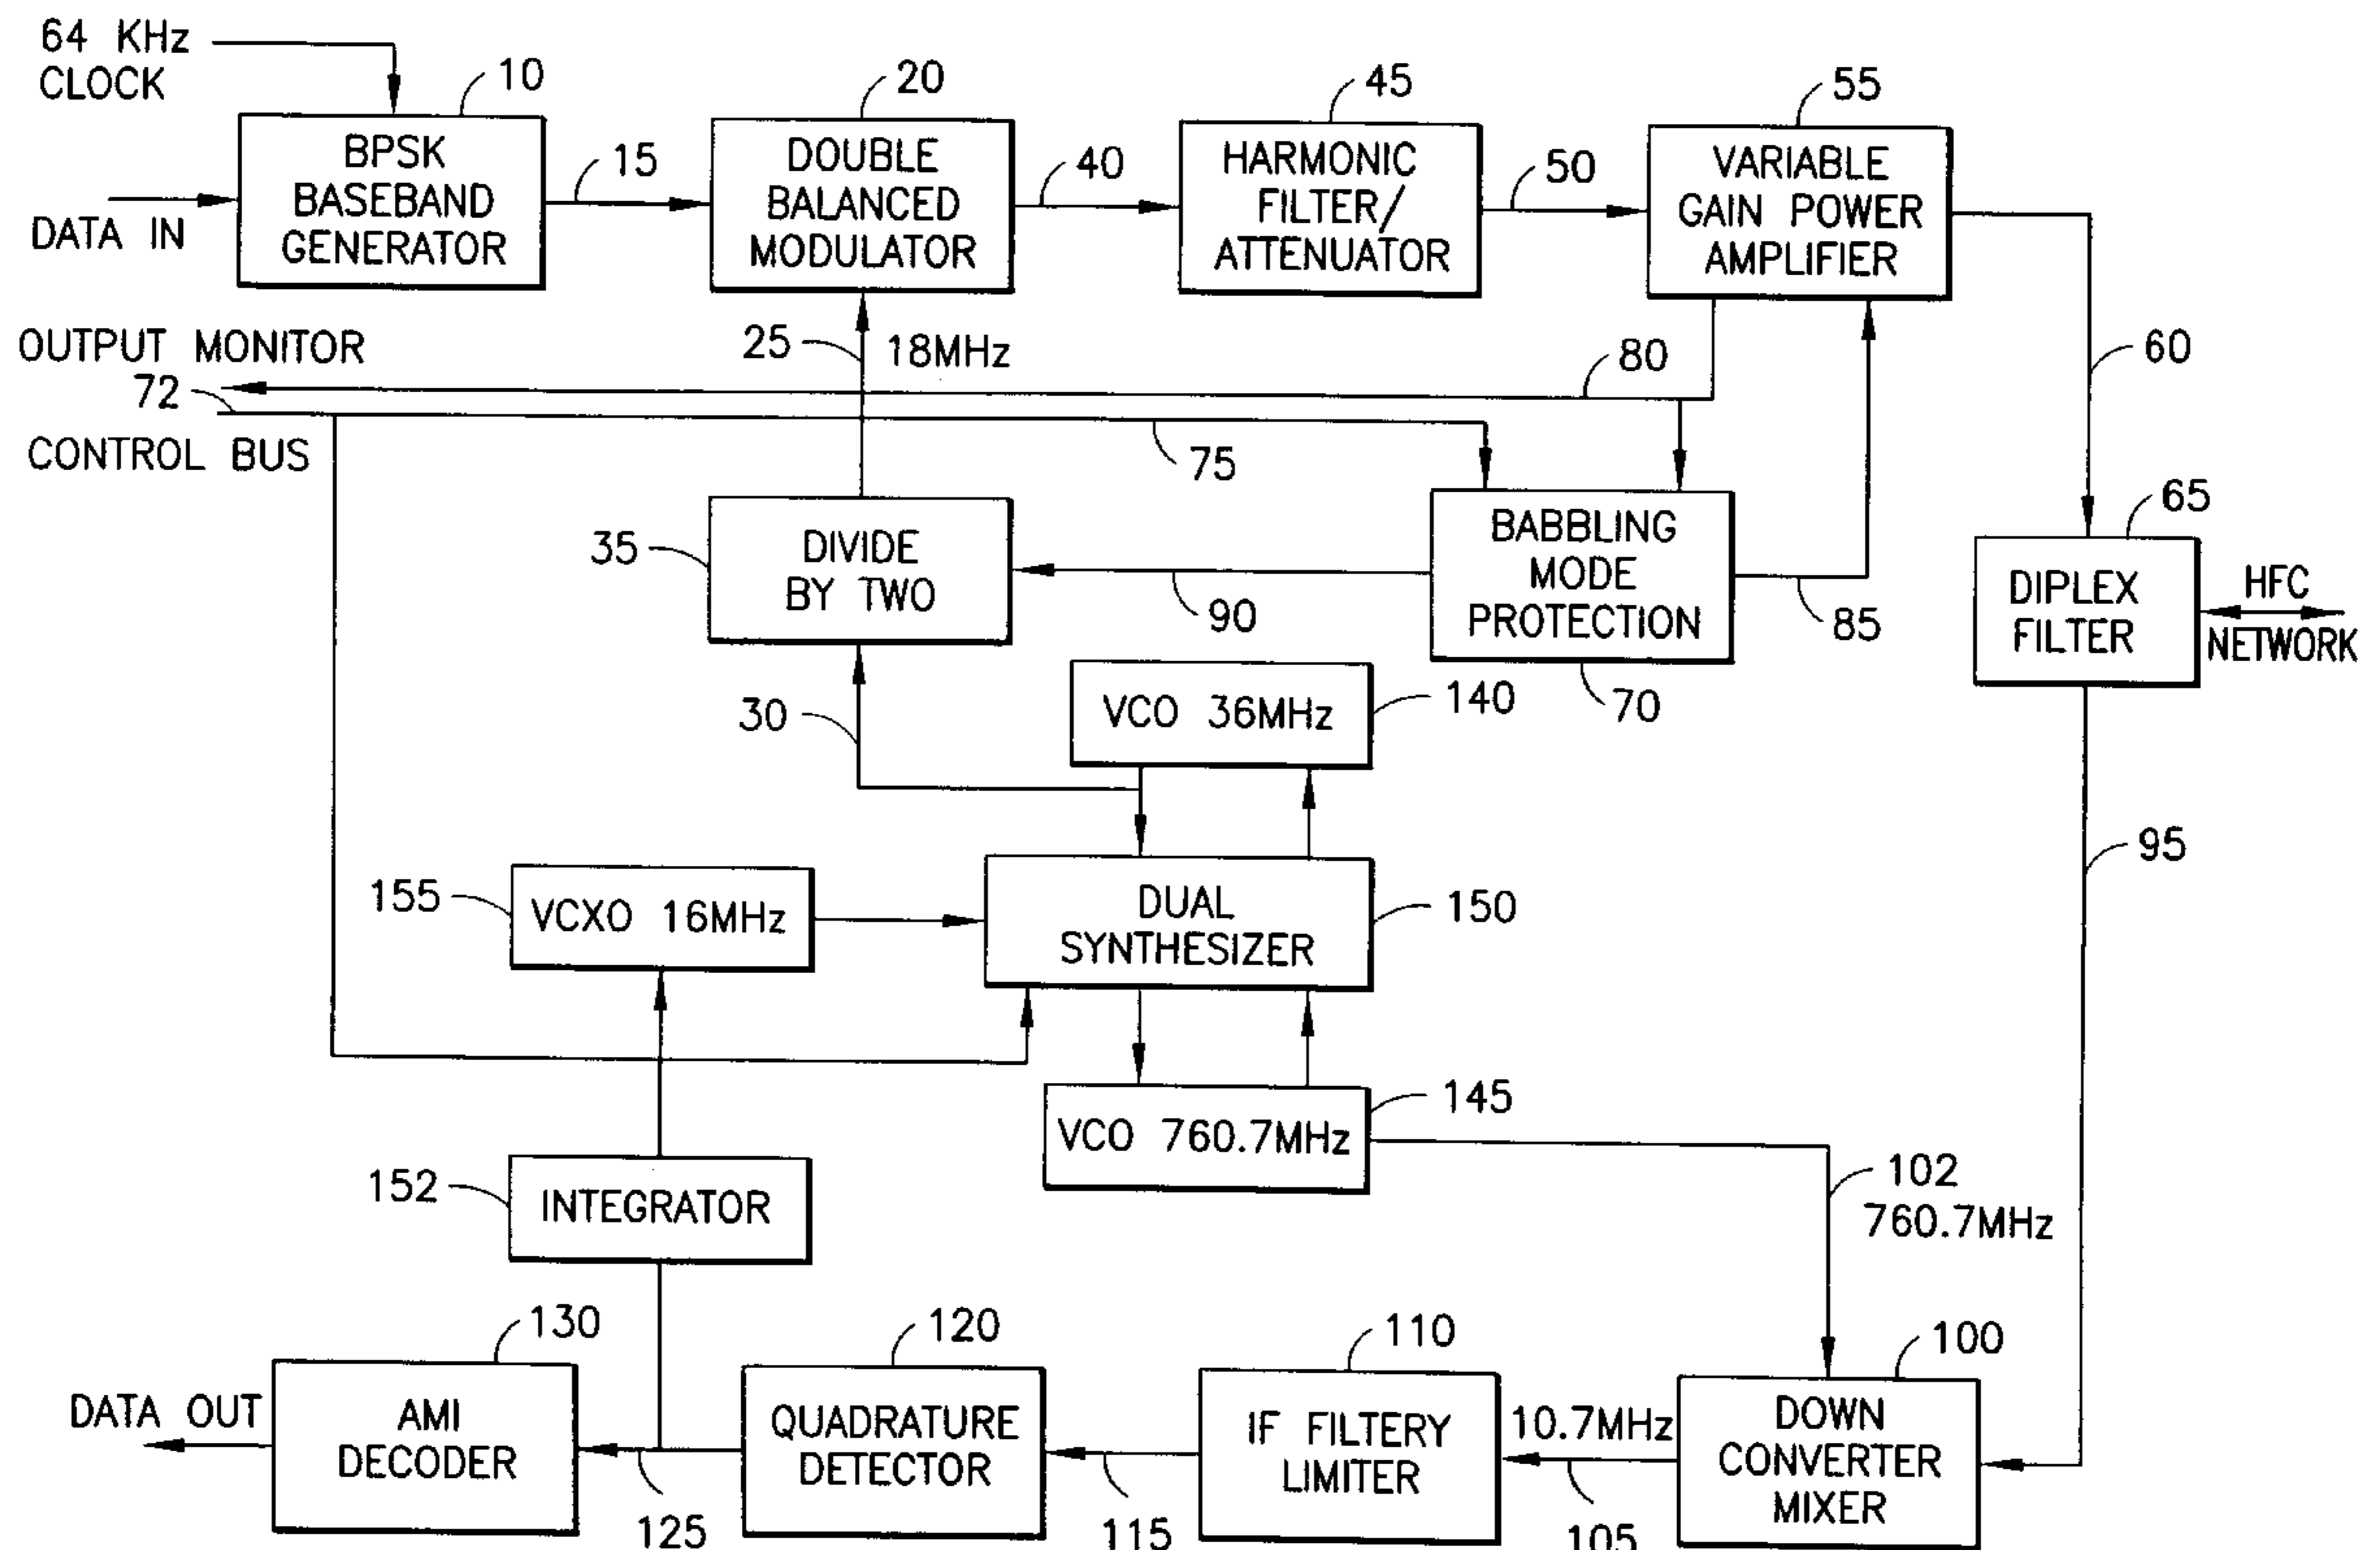 64 KHz
CLOCK
10
20
45
55
BPSK
BASEBAND
GENERATOR
15
DOUBLE
BALANCED
MODULATOR
40
HARMONIC
FILTER/
ATTENUATOR
50
VARIABLE
GAIN POWER
AMPLIFIER
DATA IN
OUTPUT MONITOR
72
CONTROL BUS
25
18MHz
80
60
75
35
DIVIDE
BY TWO
90
BABBLING
MODE
PROTECTION
85
70
65
DIPLEX
FILTER
HFC
NETWORK
30
VCO 36MHz
140
95
155
VCXO 16MHz
DUAL
SYNTHESIZER
150
VCO 760.7MHz
145
102
760.7MHz
152
INTEGRATOR
130
120
110
100
DATA OUT
AMI
DECODER
125
QUADRATURE
DETECTOR
115
IF FILTERY
LIMITER
10.7MHz
105
DOWN
CONVERTER
MIXER